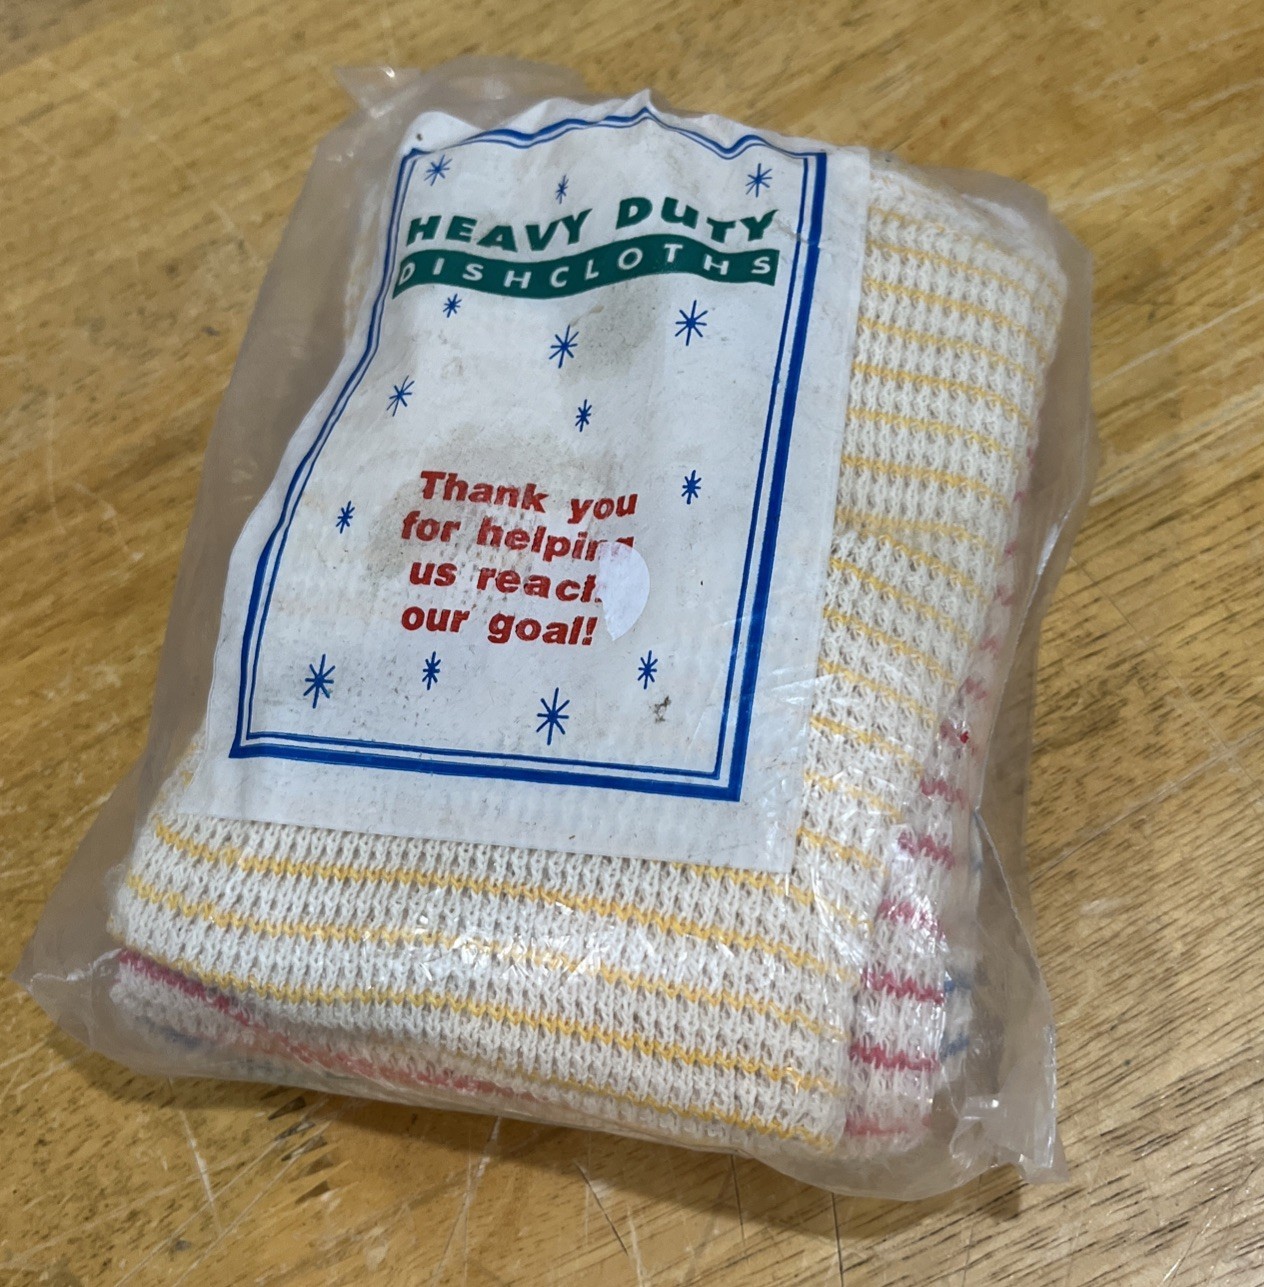 HEAVY DUTY
DISHCLOTHS
Thank you
for helping
us reach
our goal!